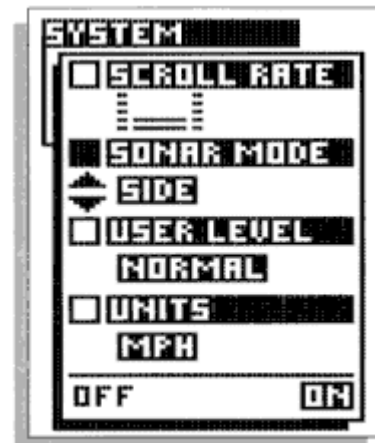 SYSTEM
SCROLL RATE
SONAR MODE
SIDE
USER LEVEL
NORMAL
UNITS
MPH
OFF ON